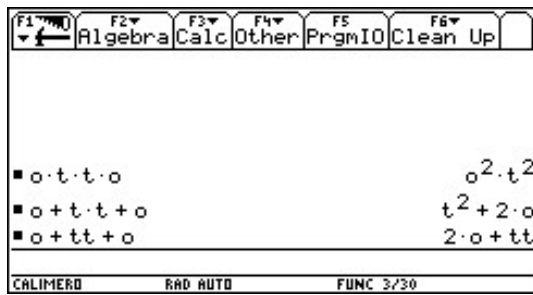 F1 F2 Algebra F3 Calc F4 Other F5 PrgmIO F6 Clean Up
o·t·t·o o²·t²
o+t·t+o t²+2·o
o+tt+o 2·o+tt
CALIMERO RAD AUTO FUNC 3/30